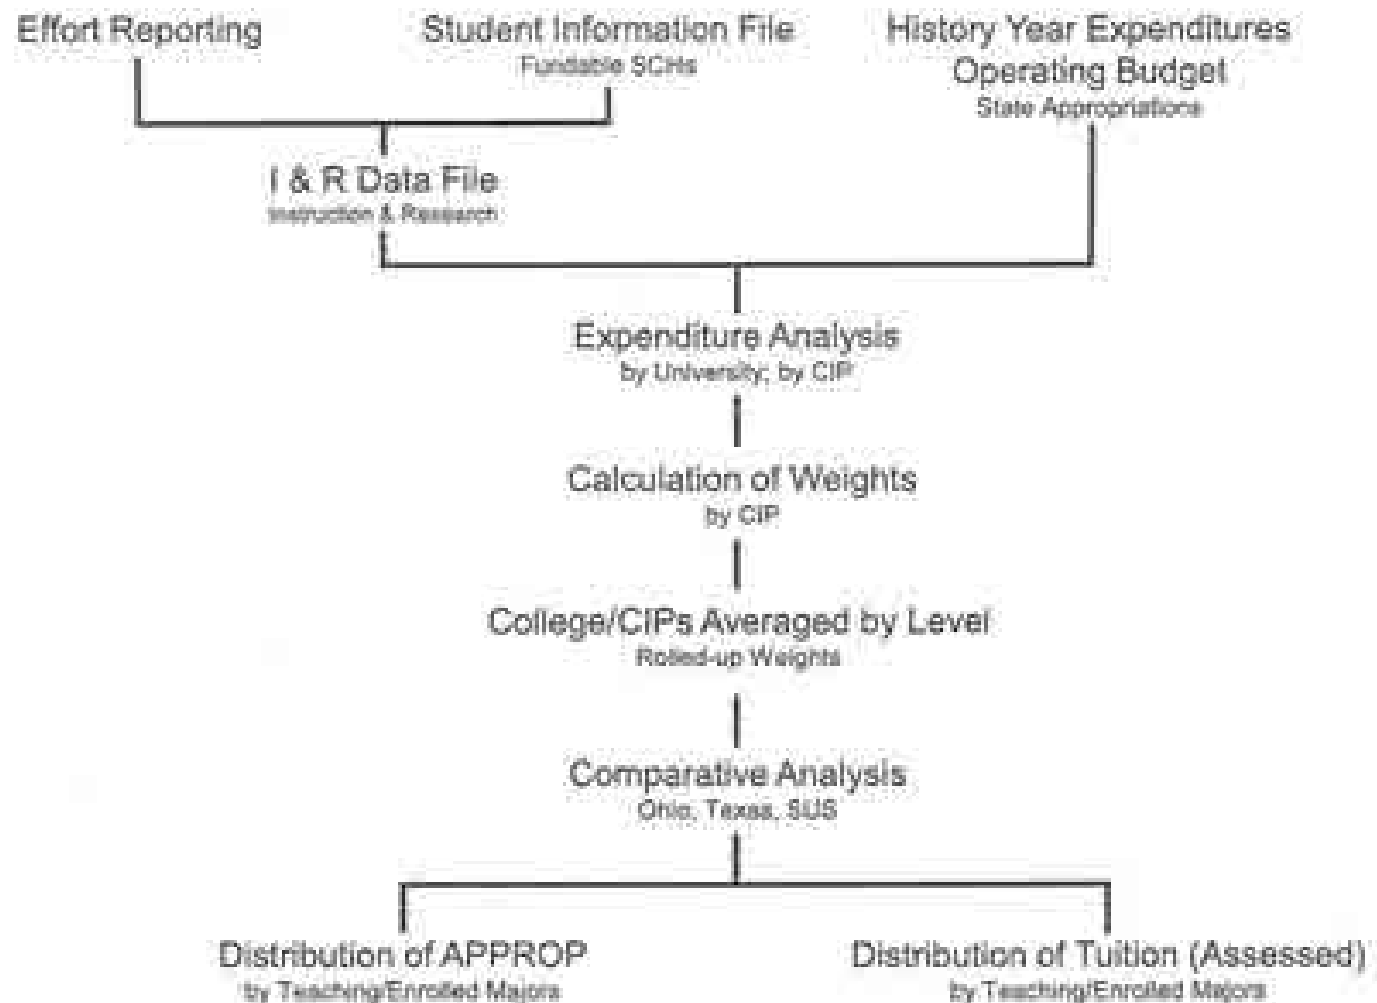 Effort Reporting
Student Information File
Fundable SCHs
History Year Expenditures
Operating Budget
State Appropriations
I & R Data File
Instruction & Research
Expenditure Analysis
by University; by CIP
Calculation of Weights
by CIP
College/CIPs Averaged by Level
Rolled-up Weights
Comparative Analysis
Ohio, Texas, SUS
Distribution of APPROP
by Teaching/Enrolled Majors
Distribution of Tuition (Assessed)
by Teaching/Enrolled Majors